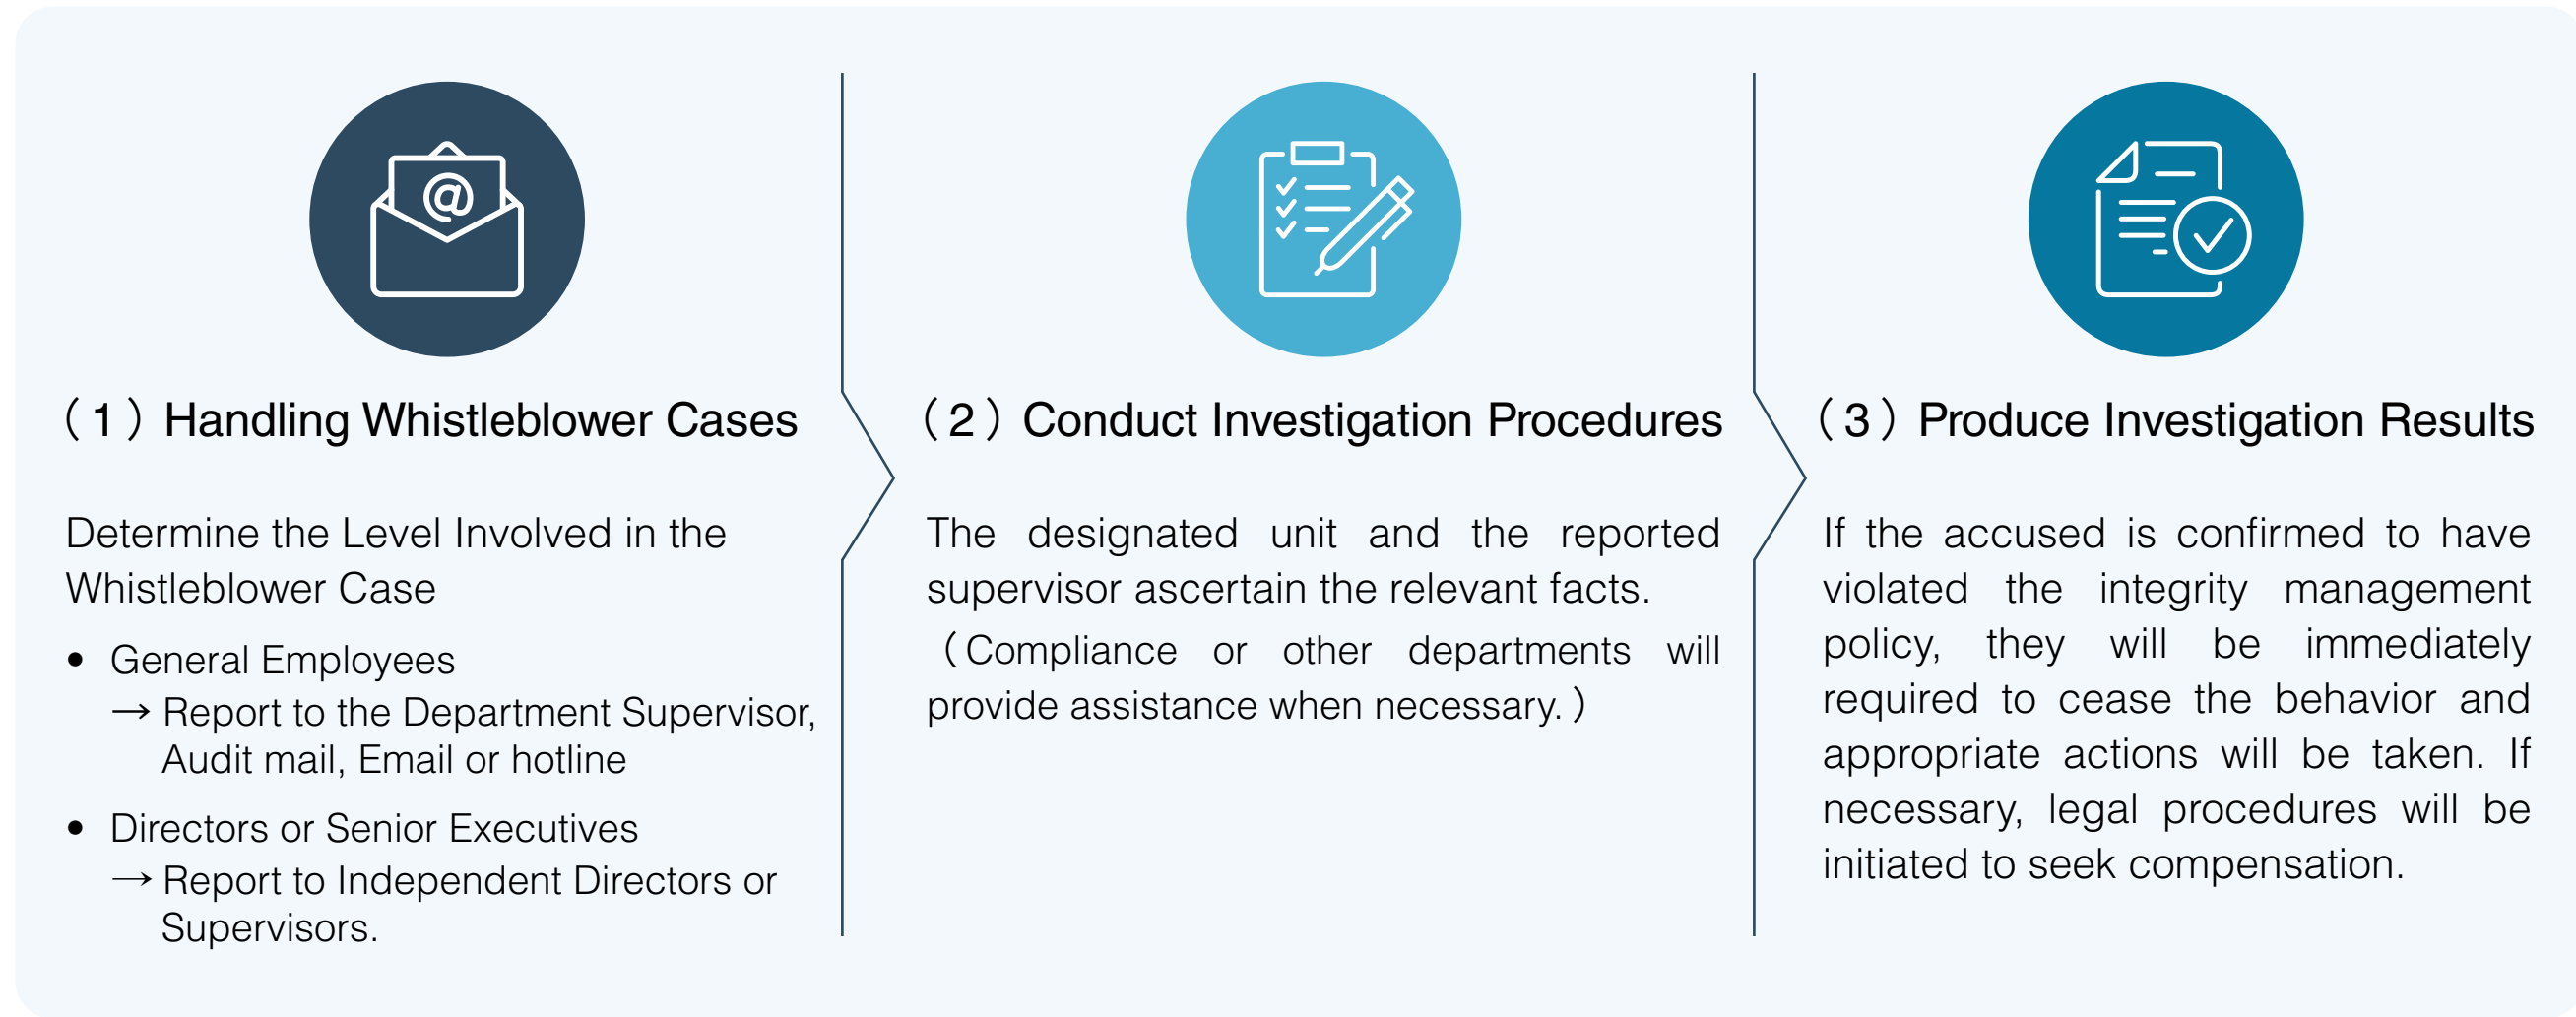 （1）Handling Whistleblower Cases
Determine the Level Involved in the
Whistleblower Case
• General Employees
→ Report to the Department Supervisor,
Audit mail, Email or hotline
• Directors or Senior Executives
→ Report to Independent Directors or
Supervisors.
（2）Conduct Investigation Procedures
The designated unit and the reported
supervisor ascertain the relevant facts.
（Compliance or other departments will
provide assistance when necessary.）
（3）Produce Investigation Results
If the accused is confirmed to have
violated the integrity management
policy, they will be immediately
required to cease the behavior and
appropriate actions will be taken. If
necessary, legal procedures will be
initiated to seek compensation.